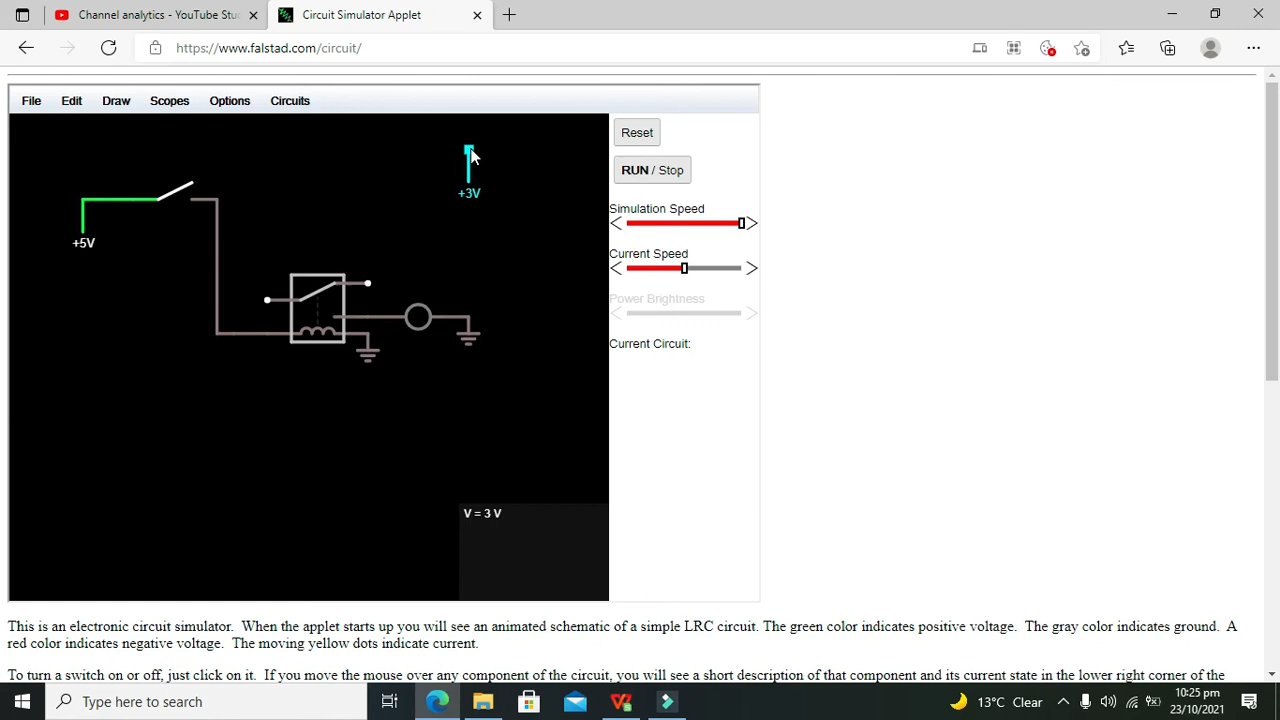 Channel analytics - YouTube Stu
Circuit Simulator Applet
https://www.falstad.com/circuit/
File Edit Draw Scopes Options Circuits
Reset
RUN / Stop
Simulation Speed
Current Speed
Power Brightness
Current Circuit:
+3V
+5V
V = 3 V
This is an electronic circuit simulator. When the applet starts up you will see an animated schematic of a simple LRC circuit. The green color indicates positive voltage. The gray color indicates ground. A
red color indicates negative voltage. The moving yellow dots indicate current.
To turn a switch on or off, just click on it. If you move the mouse over any component of the circuit, you will see a short description of that component and its current state in the lower right corner of the
Type here to search
13°C Clear
10:25 pm
23/10/2021